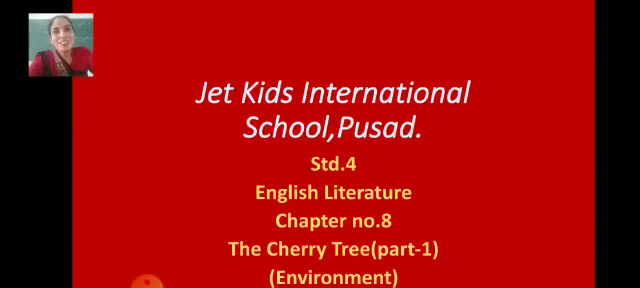 Jet Kids International
School,Pusad.
Std.4
English Literature
Chapter no.8
The Cherry Tree(part-1)
(Environment)